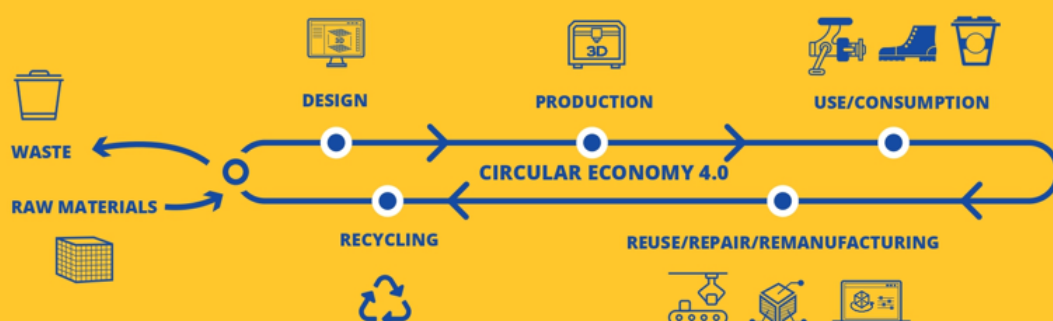 3D
3D
DESIGN
PRODUCTION
USE/CONSUMPTION
WASTE
CIRCULAR ECONOMY 4.0
RAW MATERIALS
RECYCLING
REUSE/REPAIR/REMANUFACTURING